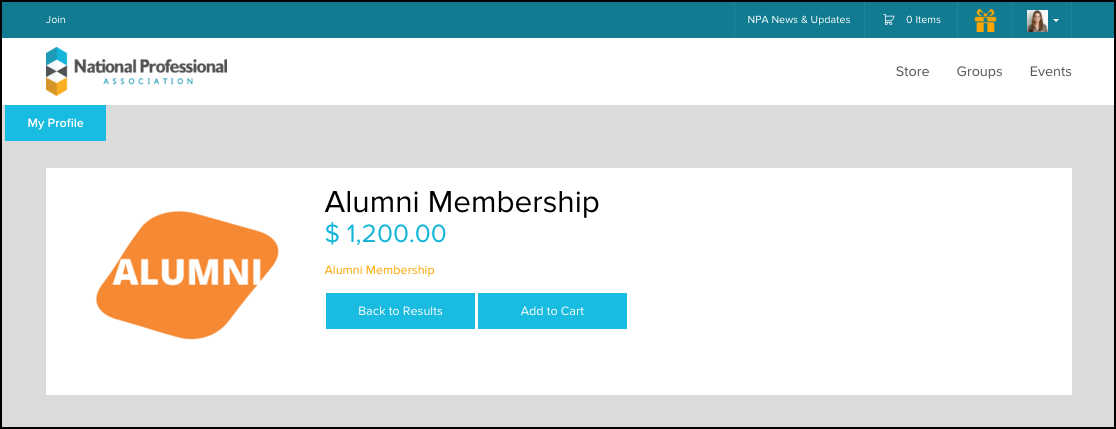 Join
NPA News & Updates
0 Items
National Professional
ASSOCIATION
Store
Groups
Events
My Profile
ALUMNI
Alumni Membership
$ 1,200.00
Alumni Membership
Back to Results
Add to Cart